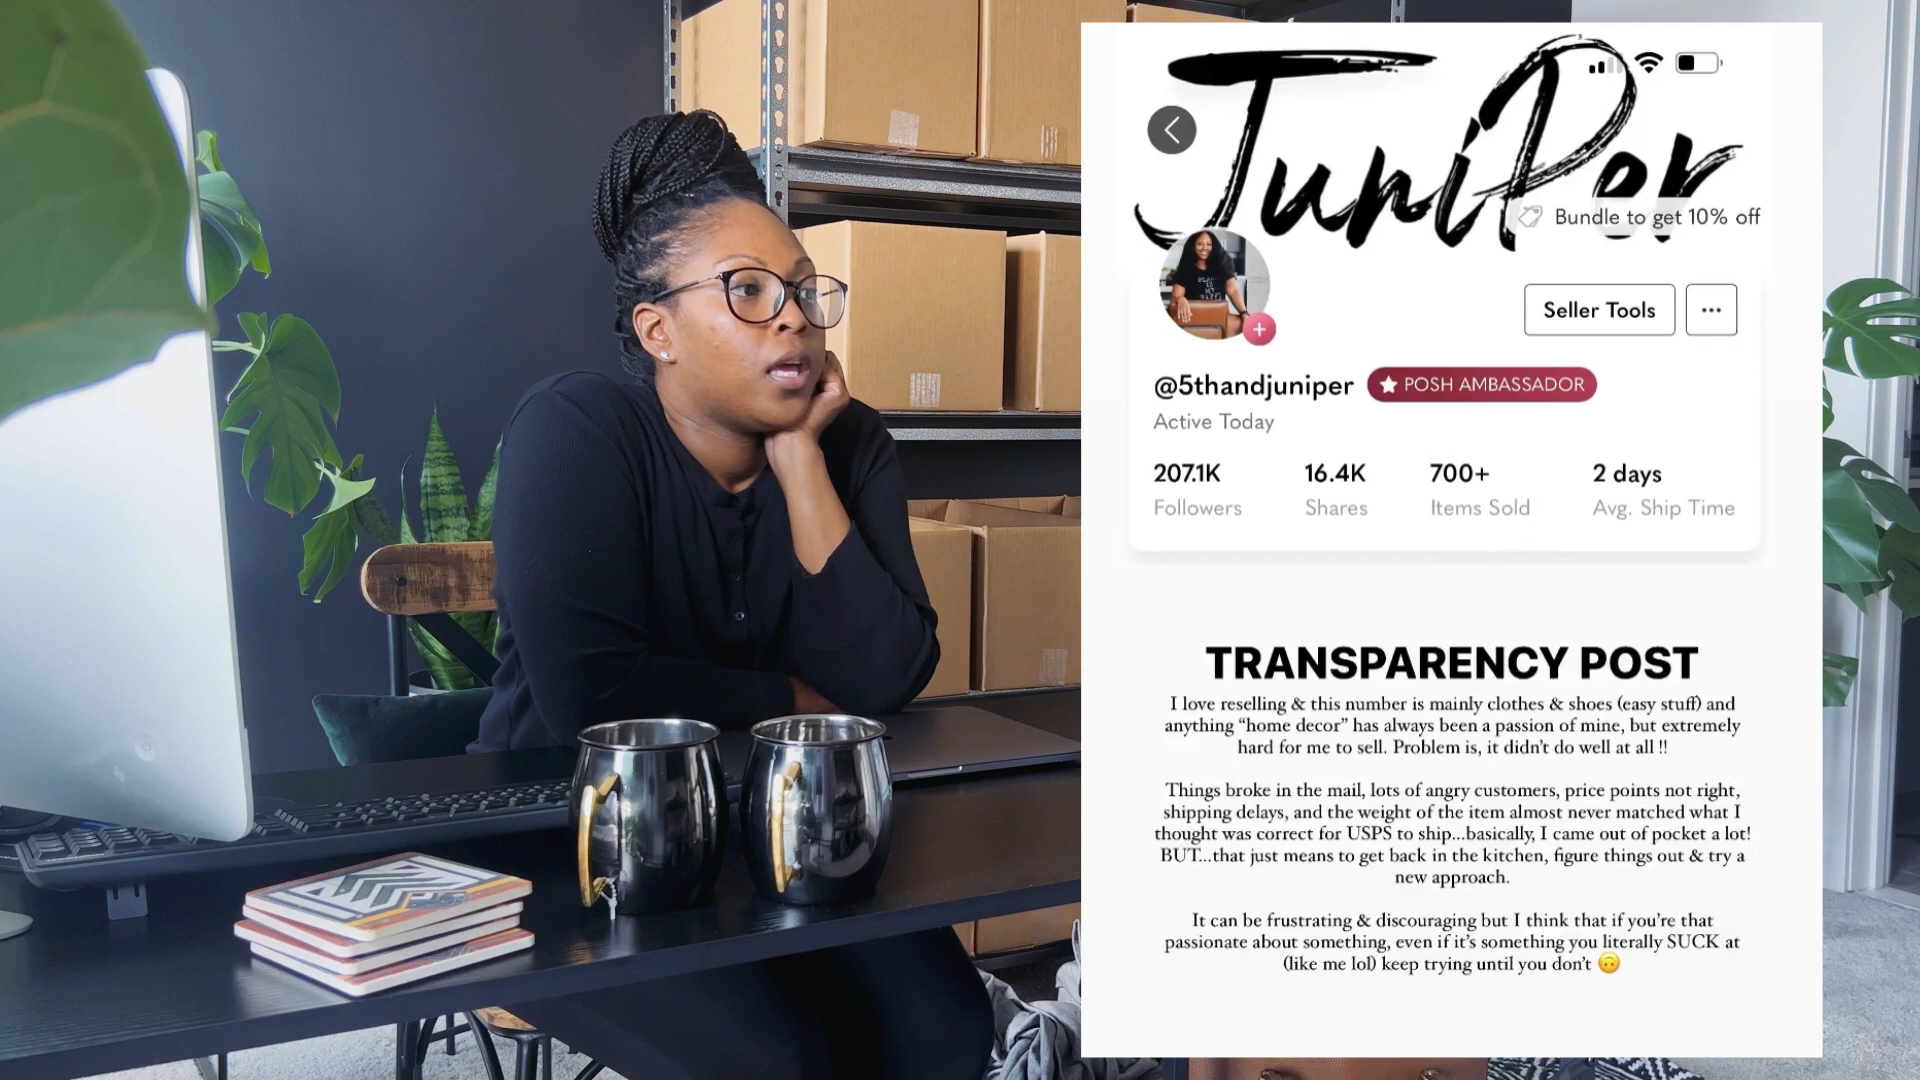 JuniPer
Bundle to get 10% off
Seller Tools
...
@5thandjuniper
POSH AMBASSADOR
Active Today
207.1K 16.4K 700+ 2 days
Followers Shares Items Sold Avg. Ship Time
TRANSPARENCY POST
I love reselling & this number is mainly clothes & shoes (easy stuff) and
anything “home decor” has always been a passion of mine, but extremely
hard for me to sell. Problem is, it didn’t do well at all !!
Things broke in the mail, lots of angry customers, price points not right,
shipping delays, and the weight of the item almost never matched what I
thought was correct for USPS to ship...basically, I came out of pocket a lot!
BUT...that just means to get back in the kitchen, figure things out & try a
new approach.
It can be frustrating & discouraging but I think that if you’re that
passionate about something, even if it’s something you literally SUCK at
(like me lol) keep trying until you don’t 🙃